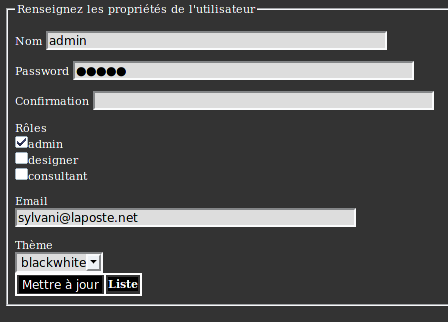 Renseignez les propriétés de l'utilisateur
Nom admin
Password ●●●●●
Confirmation
Rôles
admin
designer
consultant
Email
sylvani@laposte.net
Thème
blackwhite
Mettre à jour Liste